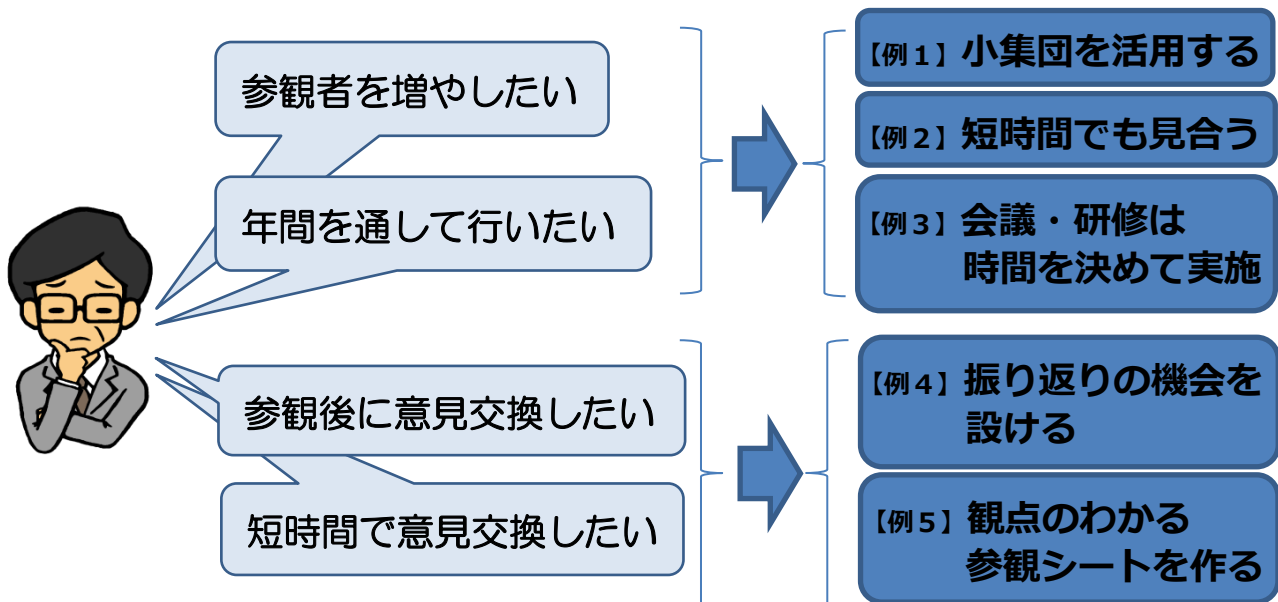 参観者を増やしたい
年間を通して行いたい
【例１】小集団を活用する
【例２】短時間でも見合う
【例３】会議・研修は
時間を決めて実施
参観後に意見交換したい
短時間で意見交換したい
【例４】振り返りの機会を
設ける
【例５】観点のわかる
参観シートを作る